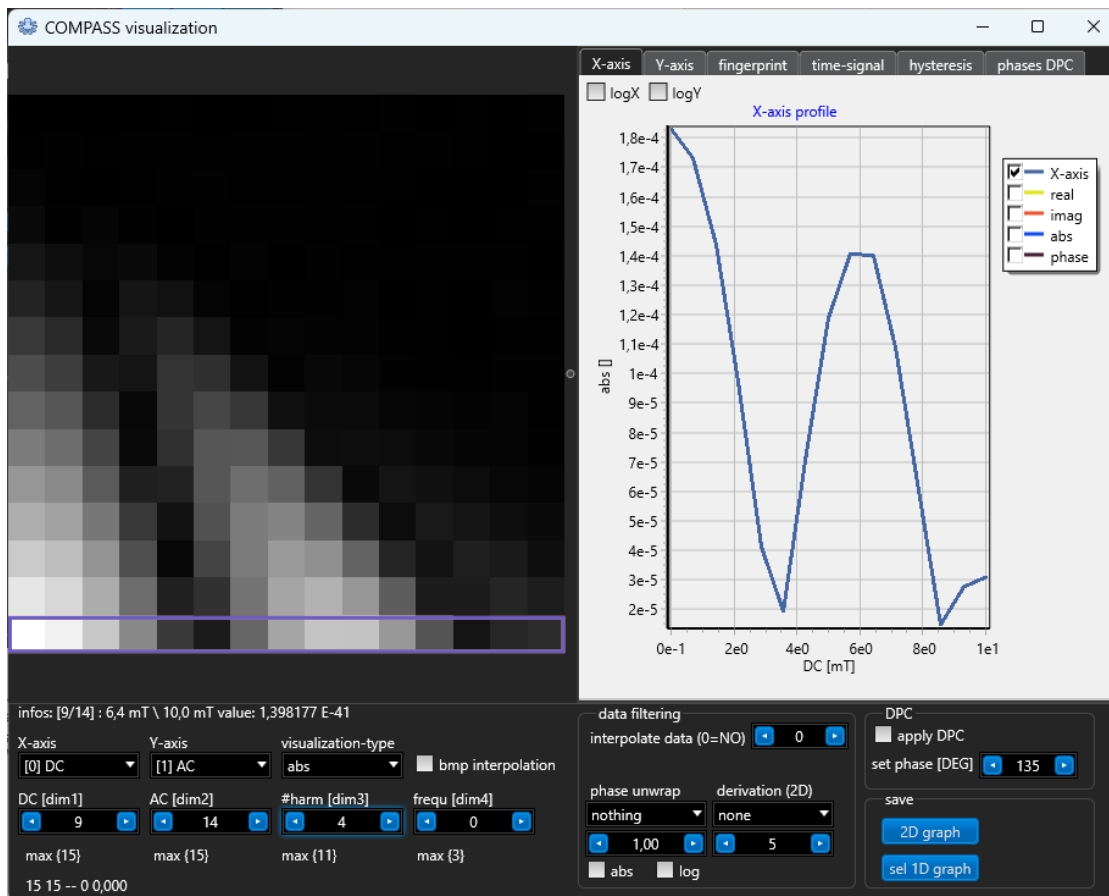 COMPASS visualization
X-axis Y-axis fingerprint time-signal hysteresis phases DPC
logX logY
X-axis profile
1,8e-4
1,7e-4
1,6e-4
1,5e-4
1,4e-4
1,3e-4
1,2e-4
1,1e-4
1e-4
9e-5
8e-5
7e-5
6e-5
5e-5
4e-5
3e-5
2e-5
abs []
0e-1 2e0 4e0 6e0 8e0 1e1
DC [mT]
X-axis
real
imag
abs
phase
infos: [9/14] : 6,4 mT \ 10,0 mT value: 1,398177 E-41
X-axis Y-axis visualization-type
[0] DC [1] AC abs bmp interpolation
DC [dim1] AC [dim2] #harm [dim3] frequ [dim4]
9 14 4 0
max {15} max {15} max {11} max {3}
15 15 -- 0 0,000
data filtering
interpolate data (0=NO) 0
phase unwrap derivation (2D)
nothing none
1,00 5
abs log
DPC
apply DPC
set phase [DEG] 135
save
2D graph
sel 1D graph